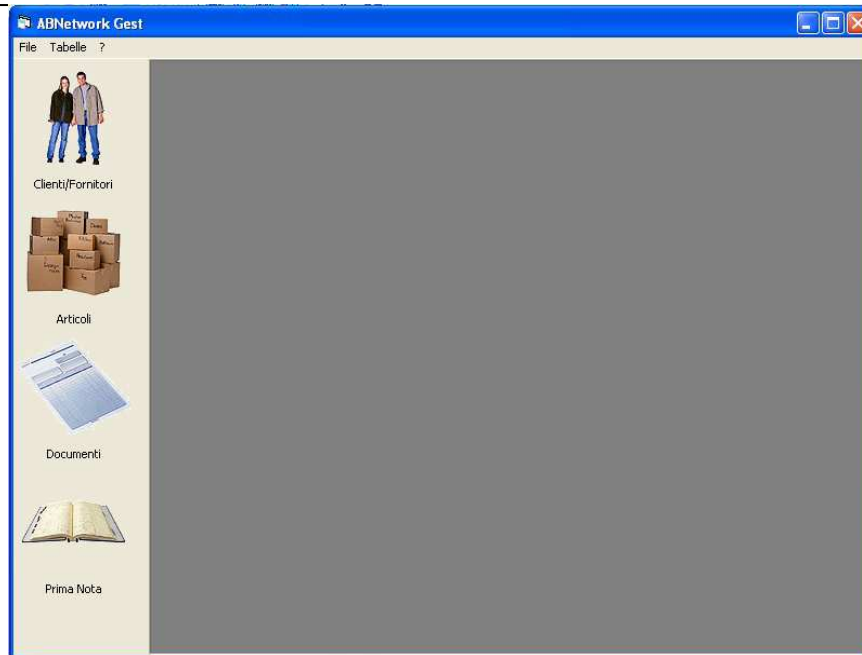 ABNetwork Gest
File Tabelle ?
Clienti/Fornitori
Articoli
Documenti
Prima Nota